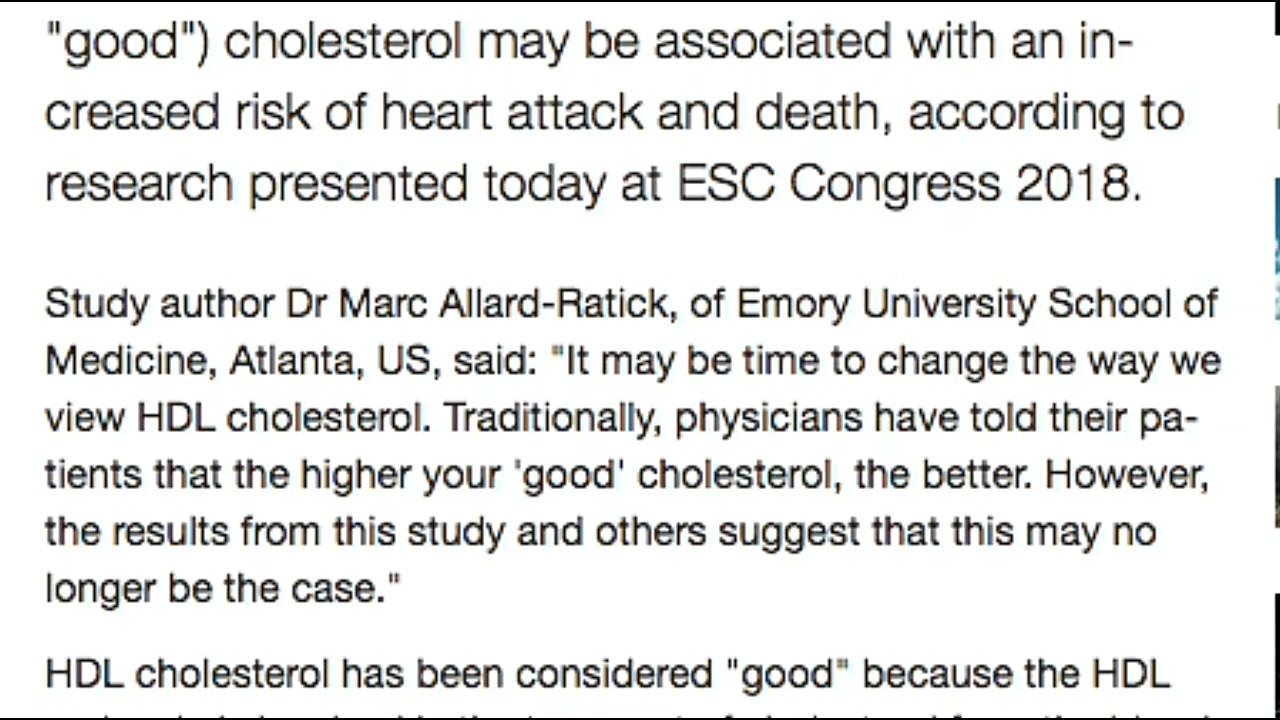 "good") cholesterol may be associated with an in-
creased risk of heart attack and death, according to
research presented today at ESC Congress 2018.
Study author Dr Marc Allard-Ratick, of Emory University School of
Medicine, Atlanta, US, said: "It may be time to change the way we
view HDL cholesterol. Traditionally, physicians have told their pa-
tients that the higher your 'good' cholesterol, the better. However,
the results from this study and others suggest that this may no
longer be the case."
HDL cholesterol has been considered "good" because the HDL